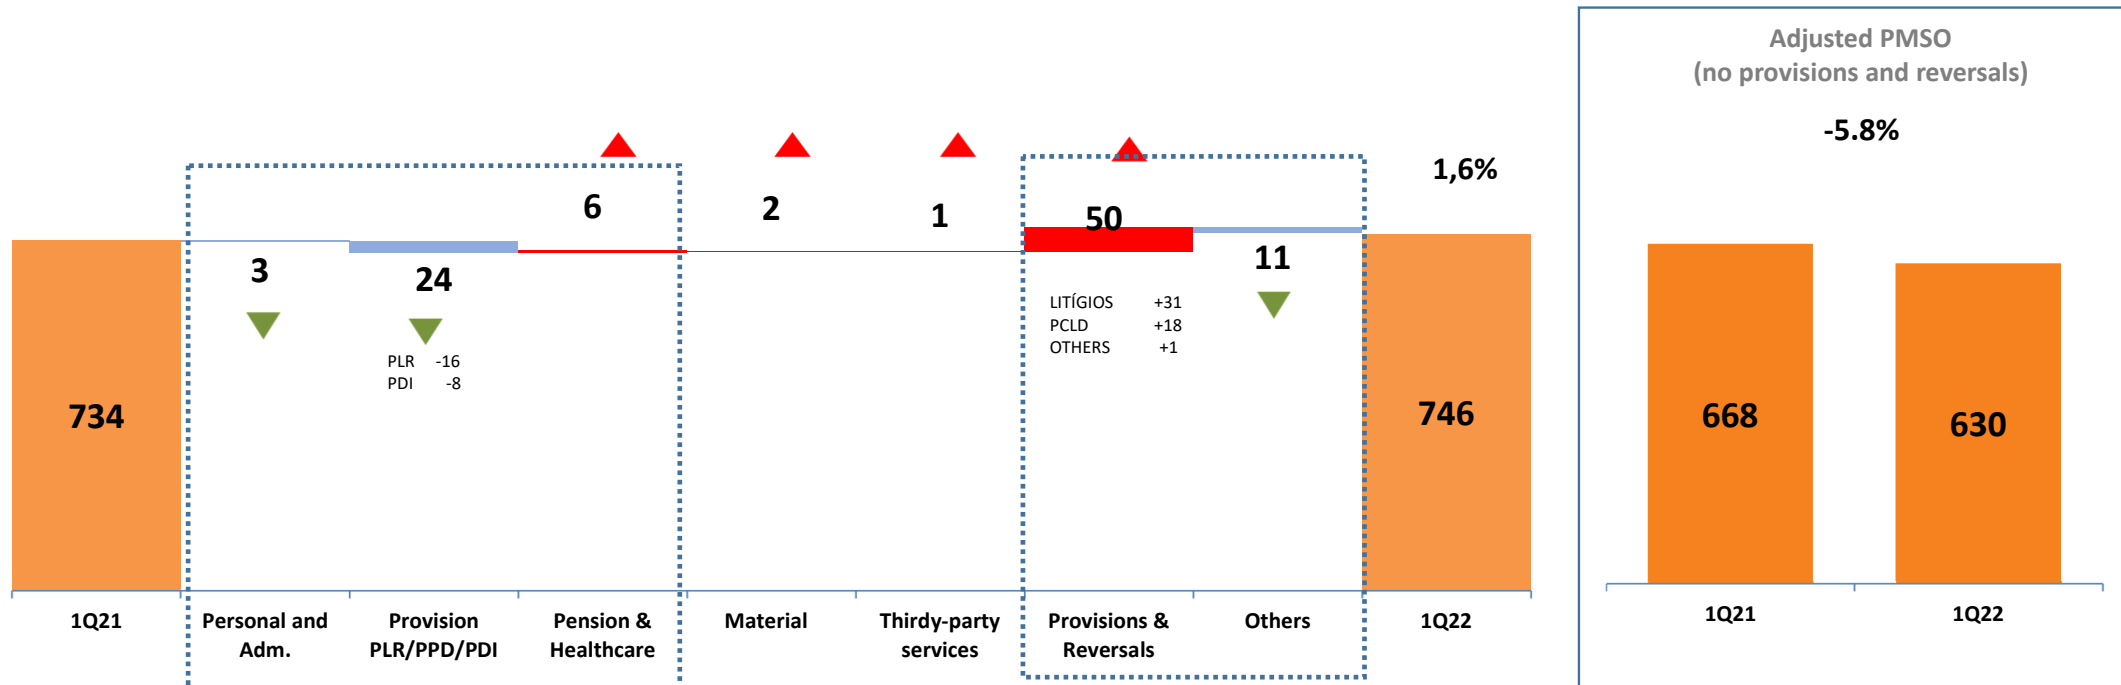 Adjusted PMSO
(no provisions and reversals)
-5.8%
1,6%
6
2
1
50
3
24
11
LITÍGIOS +31
PCLD +18
OTHERS +1
PLR -16
PDI -8
734
746
668
630
1Q21
Personal and
Adm.
Provision
PLR/PPD/PDI
Pension &
Healthcare
Material
Thirdy-party
services
Provisions &
Reversals
Others
1Q22
1Q21
1Q22